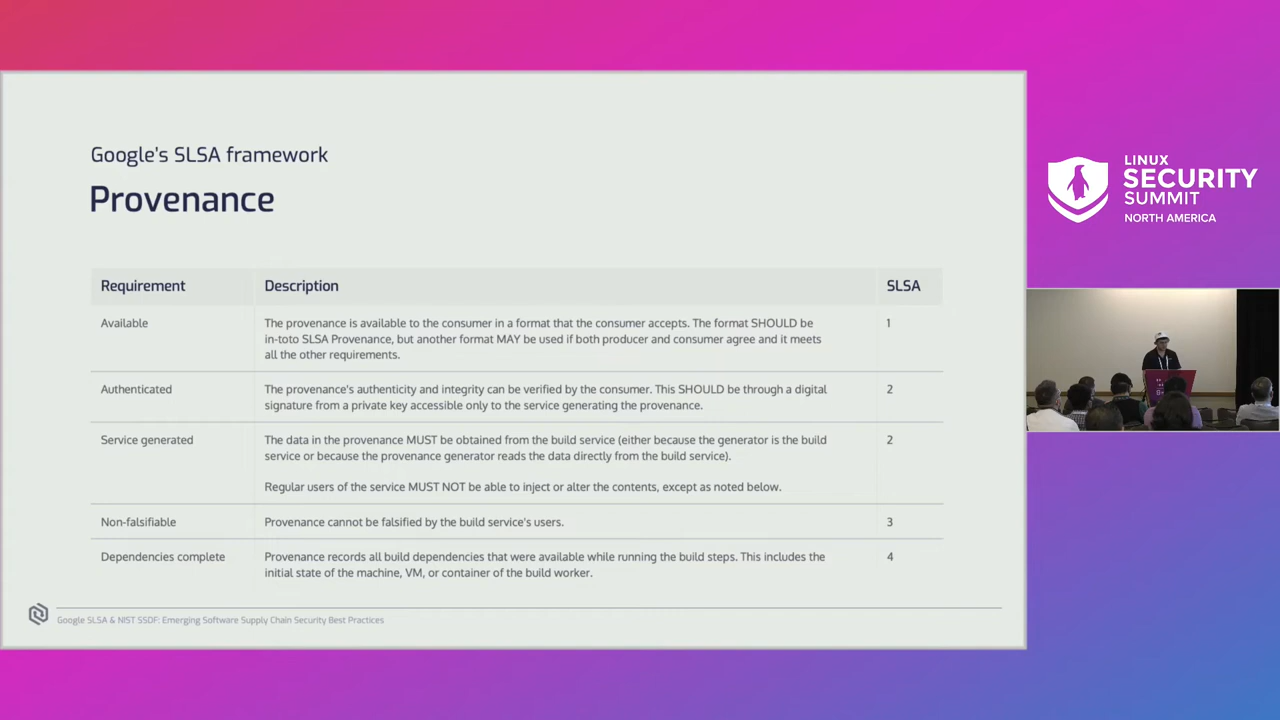 Google's SLSA framework
Provenance
Requirement Description SLSA
Available The provenance is available to the consumer in a format that the consumer accepts. The format SHOULD be 1
in-toto SLSA Provenance, but another format MAY be used if both producer and consumer agree and it meets
all the other requirements.
Authenticated The provenance's authenticity and integrity can be verified by the consumer. This SHOULD be through a digital 2
signature from a private key accessible only to the service generating the provenance.
Service generated The data in the provenance MUST be obtained from the build service (either because the generator is the build 2
service or because the provenance generator reads the data directly from the build service).
Regular users of the service MUST NOT be able to inject or alter the contents, except as noted below.
Non-falsifiable Provenance cannot be falsified by the build service's users. 3
Dependencies complete Provenance records all build dependencies that were available while running the build steps. This includes the 4
initial state of the machine, VM, or container of the build worker.
Google SLSA & NIST SSDF: Emerging Software Supply Chain Security Best Practices
LINUX
SECURITY
SUMMIT
NORTH AMERICA